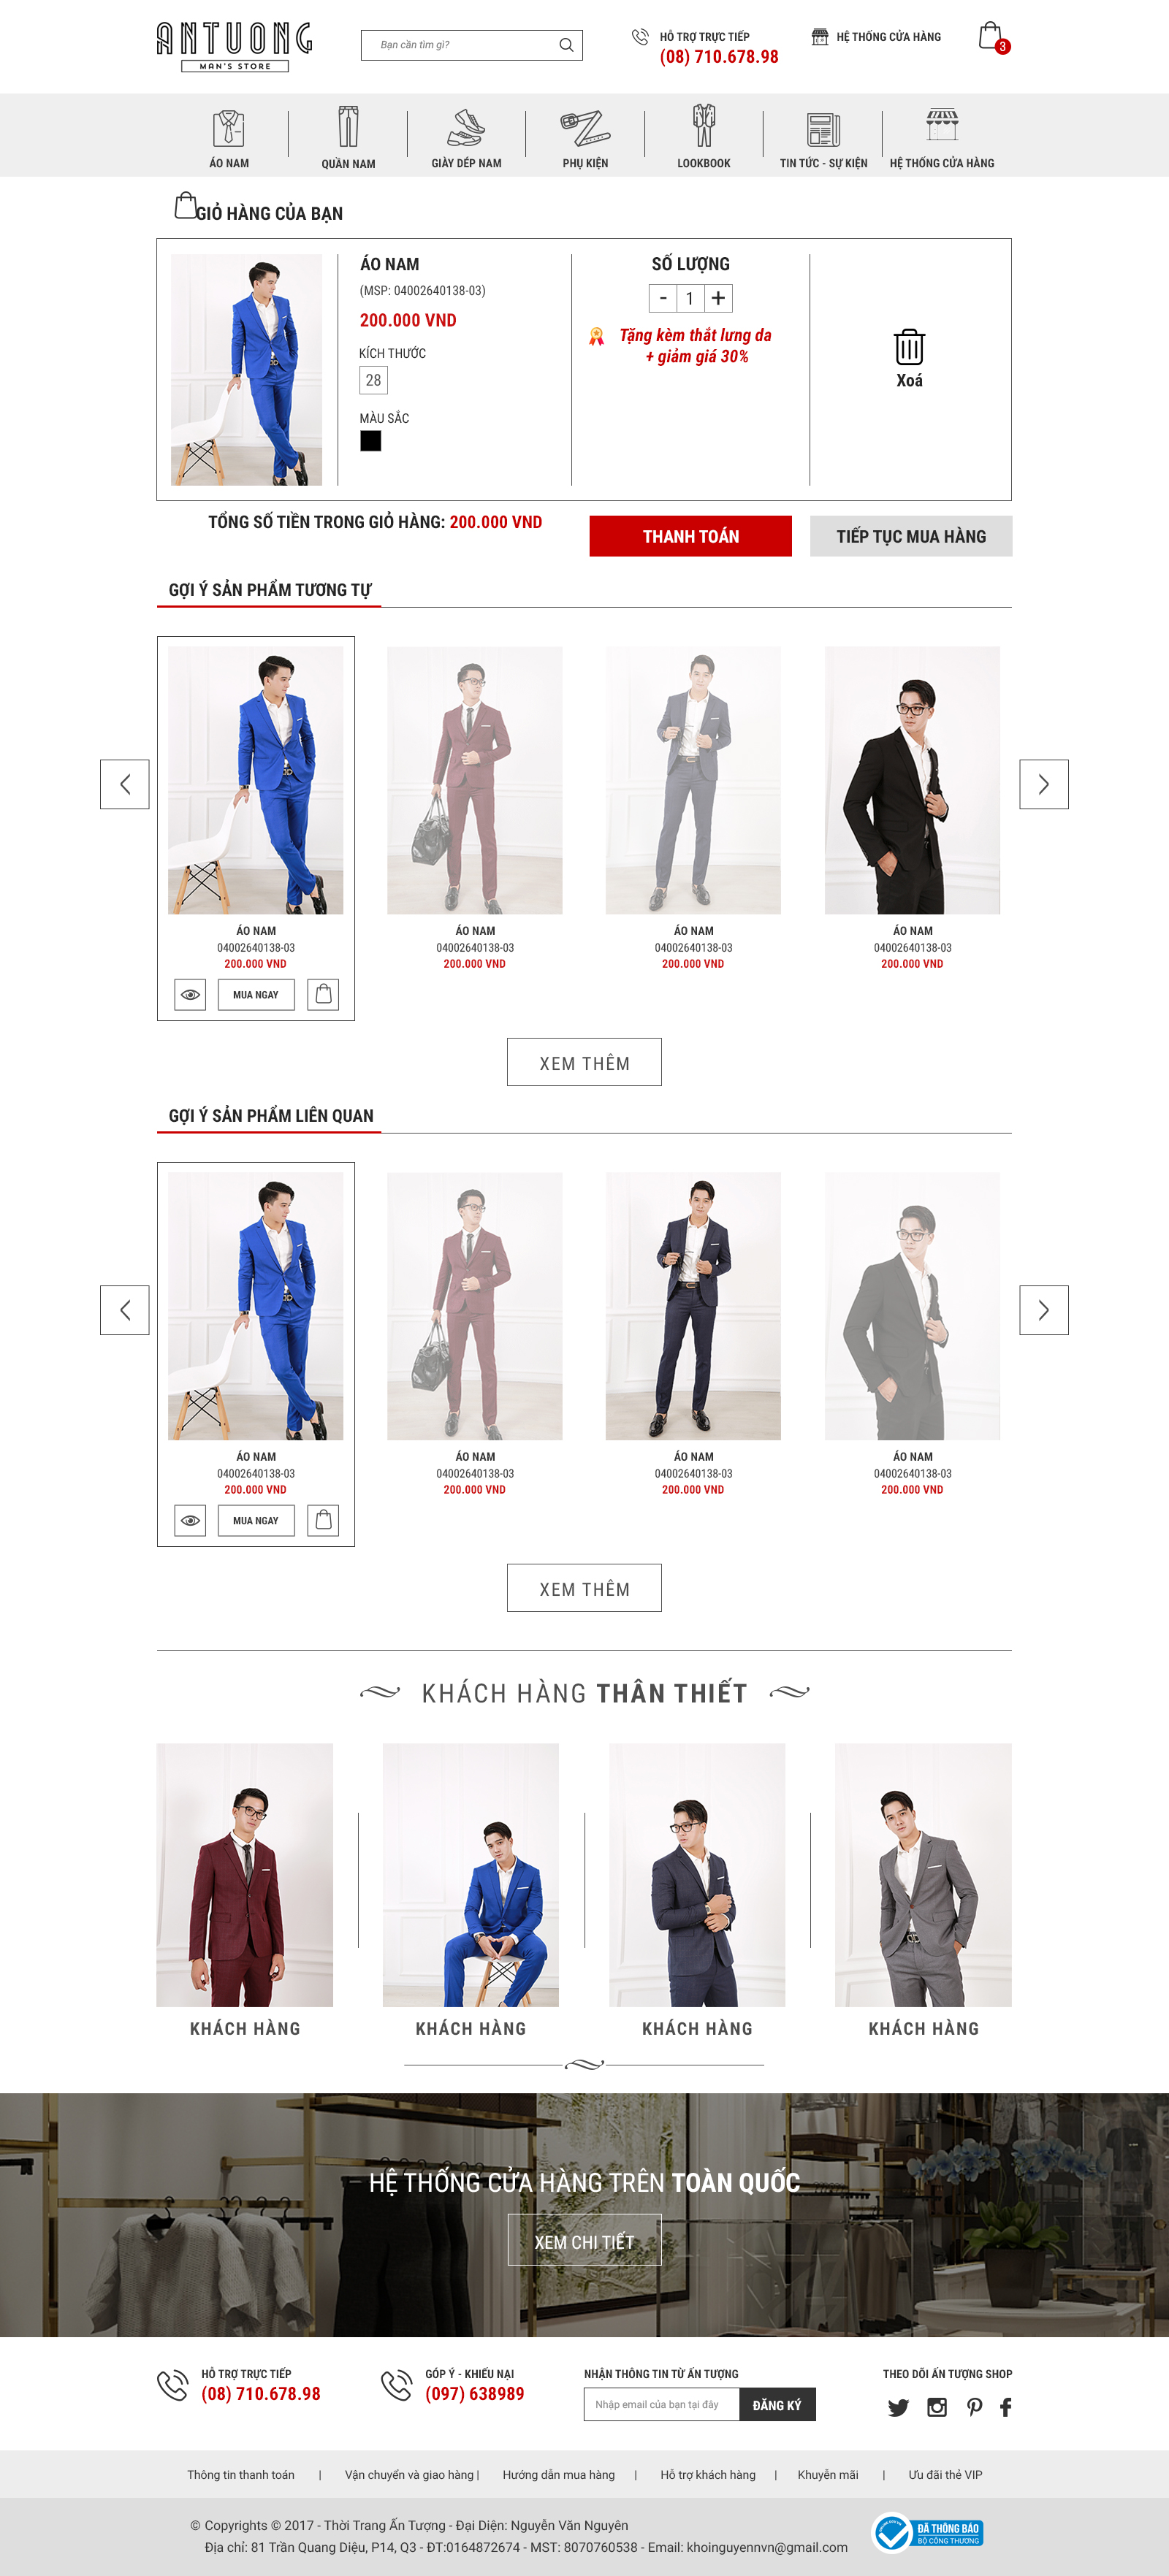 ANTUONG
MAN'S STORE
Bạn cần tìm gì?
HỖ TRỢ TRỰC TIẾP
(08) 710.678.98
HỆ THỐNG CỬA HÀNG
3
ÁO NAM
QUẦN NAM
GIÀY DÉP NAM
PHỤ KIỆN
LOOKBOOK
TIN TỨC - SỰ KIỆN
HỆ THỐNG CỬA HÀNG
GIỎ HÀNG CỦA BẠN
ÁO NAM
(MSP: 04002640138-03)
200.000 VND
KÍCH THƯỚC
28
MÀU SẮC
SỐ LƯỢNG
- 1 +
Tặng kèm thắt lưng da
+ giảm giá 30%
Xoá
TỔNG SỐ TIỀN TRONG GIỎ HÀNG: 200.000 VND
THANH TOÁN
TIẾP TỤC MUA HÀNG
GỢI Ý SẢN PHẨM TƯƠNG TỰ
ÁO NAM
04002640138-03
200.000 VND
MUA NGAY
ÁO NAM
04002640138-03
200.000 VND
ÁO NAM
04002640138-03
200.000 VND
ÁO NAM
04002640138-03
200.000 VND
XEM THÊM
GỢI Ý SẢN PHẨM LIÊN QUAN
ÁO NAM
04002640138-03
200.000 VND
MUA NGAY
ÁO NAM
04002640138-03
200.000 VND
ÁO NAM
04002640138-03
200.000 VND
ÁO NAM
04002640138-03
200.000 VND
XEM THÊM
KHÁCH HÀNG THÂN THIẾT
KHÁCH HÀNG
KHÁCH HÀNG
KHÁCH HÀNG
KHÁCH HÀNG
HỆ THỐNG CỬA HÀNG TRÊN TOÀN QUỐC
XEM CHI TIẾT
HỖ TRỢ TRỰC TIẾP
(08) 710.678.98
GÓP Ý - KHIẾU NẠI
(097) 638989
NHẬN THÔNG TIN TỪ ẤN TƯỢNG
Nhập email của bạn tại đây
ĐĂNG KÝ
THEO DÕI ẤN TƯỢNG SHOP
Thông tin thanh toán | Vận chuyển và giao hàng | Hướng dẫn mua hàng | Hỗ trợ khách hàng | Khuyến mãi | Ưu đãi thẻ VIP
© Copyrights © 2017 - Thời Trang Ấn Tượng - Đại Diện: Nguyễn Văn Nguyên
Địa chỉ: 81 Trần Quang Diệu, P14, Q3 - ĐT:0164872674 - MST: 8070760538 - Email: khoinguyennvn@gmail.com
ĐÃ THÔNG BÁO
BỘ CÔNG THƯƠNG